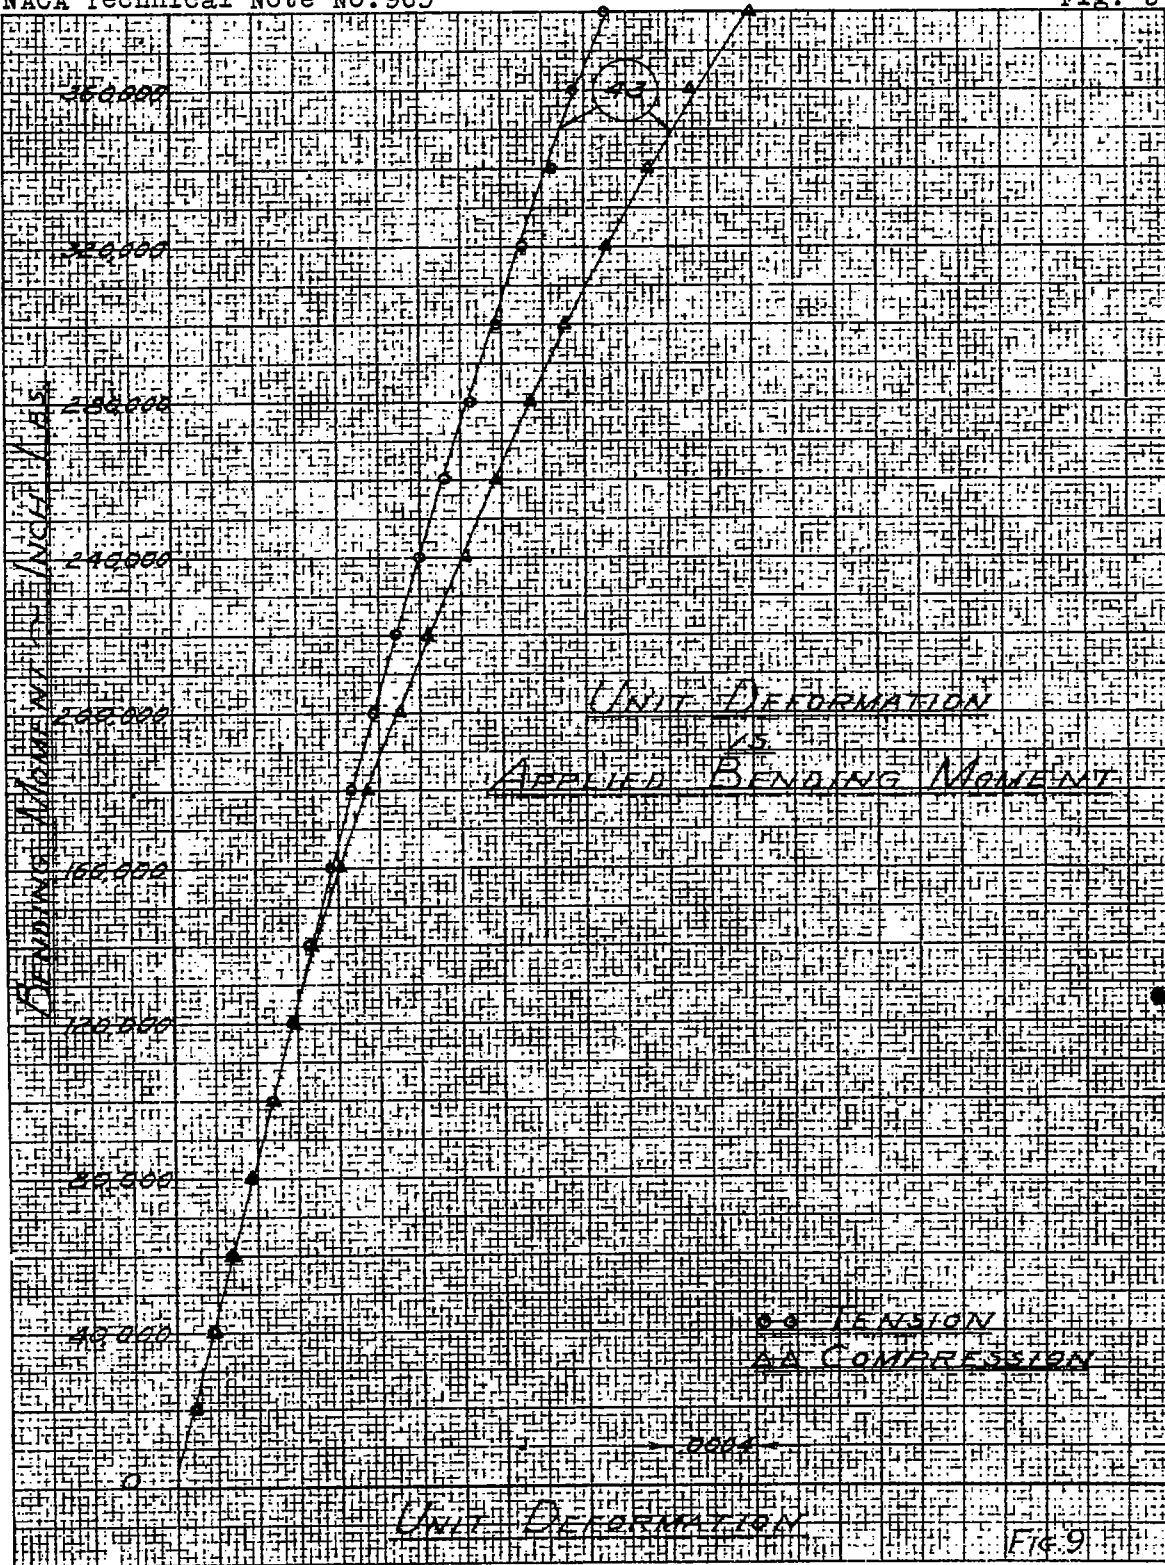 NACA Technical Note No.
Fig. 9
360,000
43
320,000
280,000
240,000
200,000
160,000
120,000
80,000
40,000
0
BENDING MOMENT ~ INCH LBS.
UNIT DEFORMATION
VS.
APPLIED BENDING MOMENT
TENSION
COMPRESSION
.0004
UNIT DEFORMATION
FIG. 9